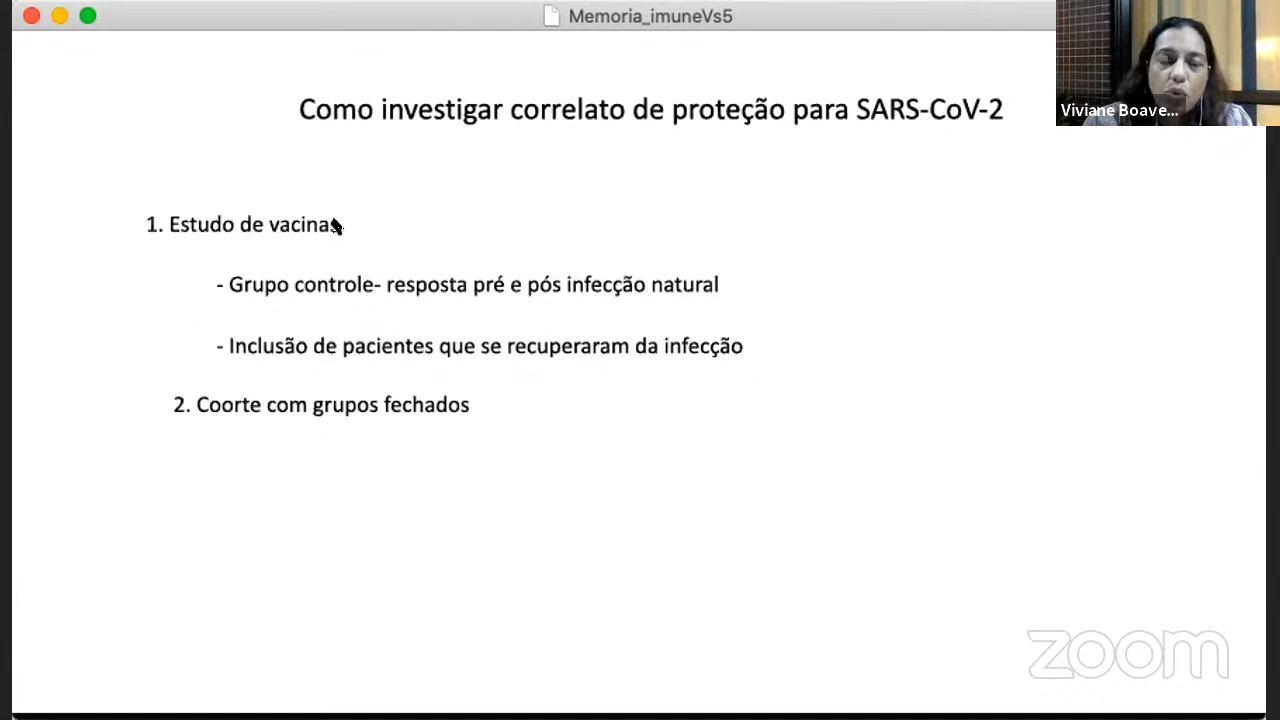 Memoria_imuneVs5
Viviane Boave...
Como investigar correlato de proteção para SARS-CoV-2
1. Estudo de vacinas
- Grupo controle- resposta pré e pós infecção natural
- Inclusão de pacientes que se recuperaram da infecção
2. Coorte com grupos fechados
zoom